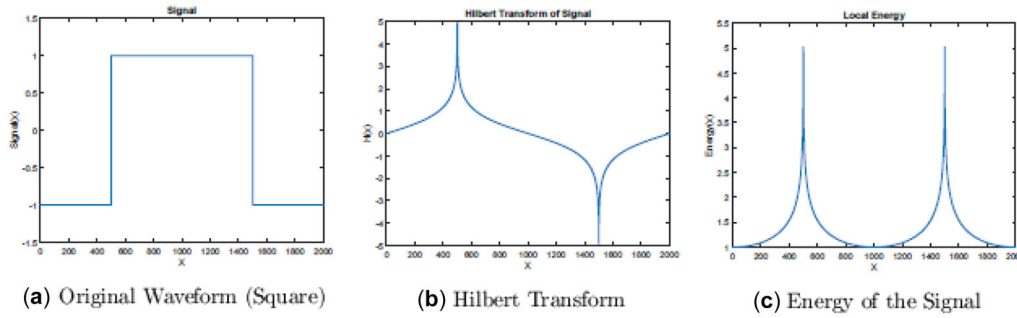 Signal
1.5
1
0.5
0
-0.5
-1
-1.5
Signal(x)
0 200 400 600 800 1000 1200 1400 1600 1800 2000
X
(a) Original Waveform (Square)
Hilbert Transform of Signal
5
4
3
2
1
0
-1
-2
-3
-4
-5
H(x)
0 200 400 600 800 1000 1200 1400 1600 1800 2000
X
(b) Hilbert Transform
Local Energy
5.5
5
4.5
4
3.5
3
2.5
2
1.5
1
Energy(x)
0 200 400 600 800 1000 1200 1400 1600 1800 2000
X
(c) Energy of the Signal